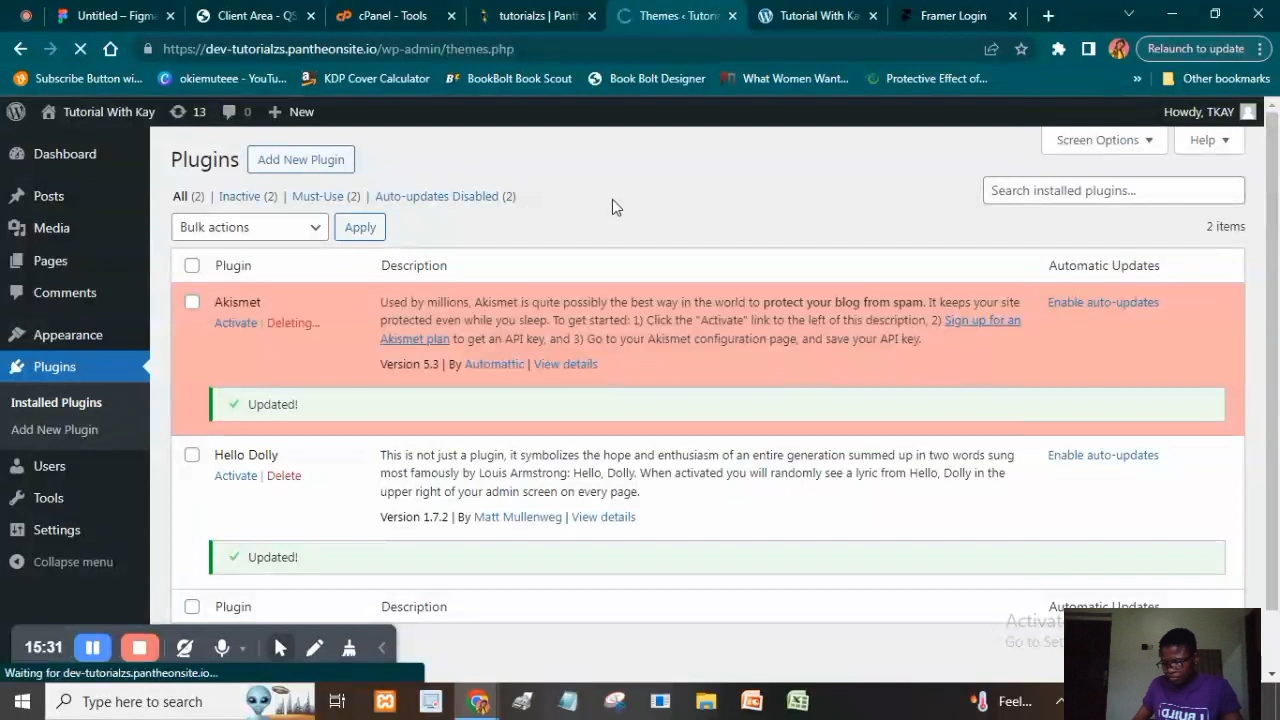 Untitled – Figma
Client Area - QS
cPanel - Tools
tutorialzs | Pant
Themes ‹ Tutori
Tutorial With Ka
Framer Login
https://dev-tutorialzs.pantheonsite.io/wp-admin/themes.php
Relaunch to update
Subscribe Button wi...
okiemuteee - YouTu...
KDP Cover Calculator
BookBolt Book Scout
Book Bolt Designer
What Women Want...
Protective Effect of...
»
Other bookmarks
Tutorial With Kay
13
0
New
Howdy, TKAY
Screen Options
Help
Plugins
Add New Plugin
All (2) | Inactive (2) | Must-Use (2) | Auto-updates Disabled (2)
Search installed plugins...
Bulk actions
Apply
2 items
Plugin
Description
Automatic Updates
Akismet
Activate | Deleting...
Used by millions, Akismet is quite possibly the best way in the world to protect your blog from spam. It keeps your site
protected even while you sleep. To get started: 1) Click the "Activate" link to the left of this description, 2) Sign up for an
Akismet plan to get an API key, and 3) Go to your Akismet configuration page, and save your API key.
Version 5.3 | By Automattic | View details
Enable auto-updates
Updated!
Hello Dolly
Activate | Delete
This is not just a plugin, it symbolizes the hope and enthusiasm of an entire generation summed up in two words sung
most famously by Louis Armstrong: Hello, Dolly. When activated you will randomly see a lyric from Hello, Dolly in the
upper right of your admin screen on every page.
Version 1.7.2 | By Matt Mullenweg | View details
Enable auto-updates
Updated!
Plugin
Description
Automatic Updates
Dashboard
Posts
Media
Pages
Comments
Appearance
Plugins
Installed Plugins
Add New Plugin
Users
Tools
Settings
Collapse menu
Activat
Go to Set
15:31
Waiting for dev-tutorialzs.pantheonsite.io...
Type here to search
Feel...